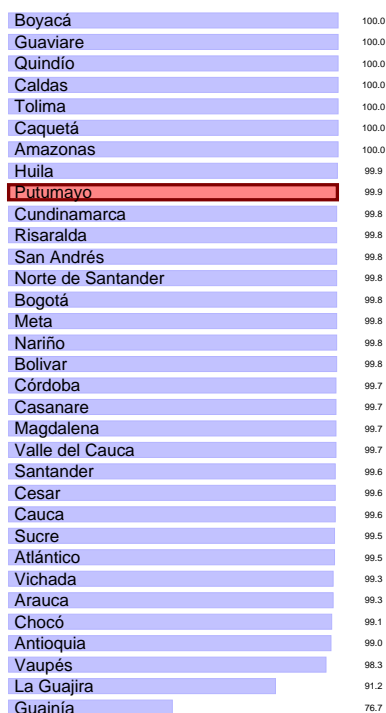 Boyacá 100.0
Guaviare 100.0
Quindío 100.0
Caldas 100.0
Tolima 100.0
Caquetá 100.0
Amazonas 100.0
Huila 99.9
Putumayo 99.9
Cundinamarca 99.8
Risaralda 99.8
San Andrés 99.8
Norte de Santander 99.8
Bogotá 99.8
Meta 99.8
Nariño 99.8
Bolivar 99.8
Córdoba 99.7
Casanare 99.7
Magdalena 99.7
Valle del Cauca 99.7
Santander 99.6
Cesar 99.6
Cauca 99.6
Sucre 99.5
Atlántico 99.5
Vichada 99.3
Arauca 99.3
Chocó 99.1
Antioquia 99.0
Vaupés 98.3
La Guajira 91.2
Guainía 76.7